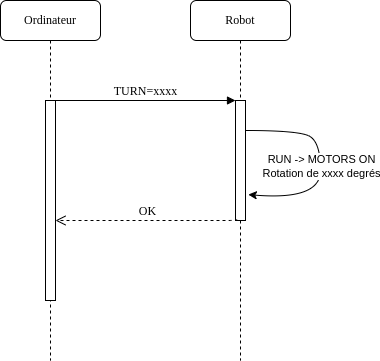 Ordinateur
Robot
TURN=xxxx
RUN -> MOTORS ON
Rotation de xxxx degrés
OK